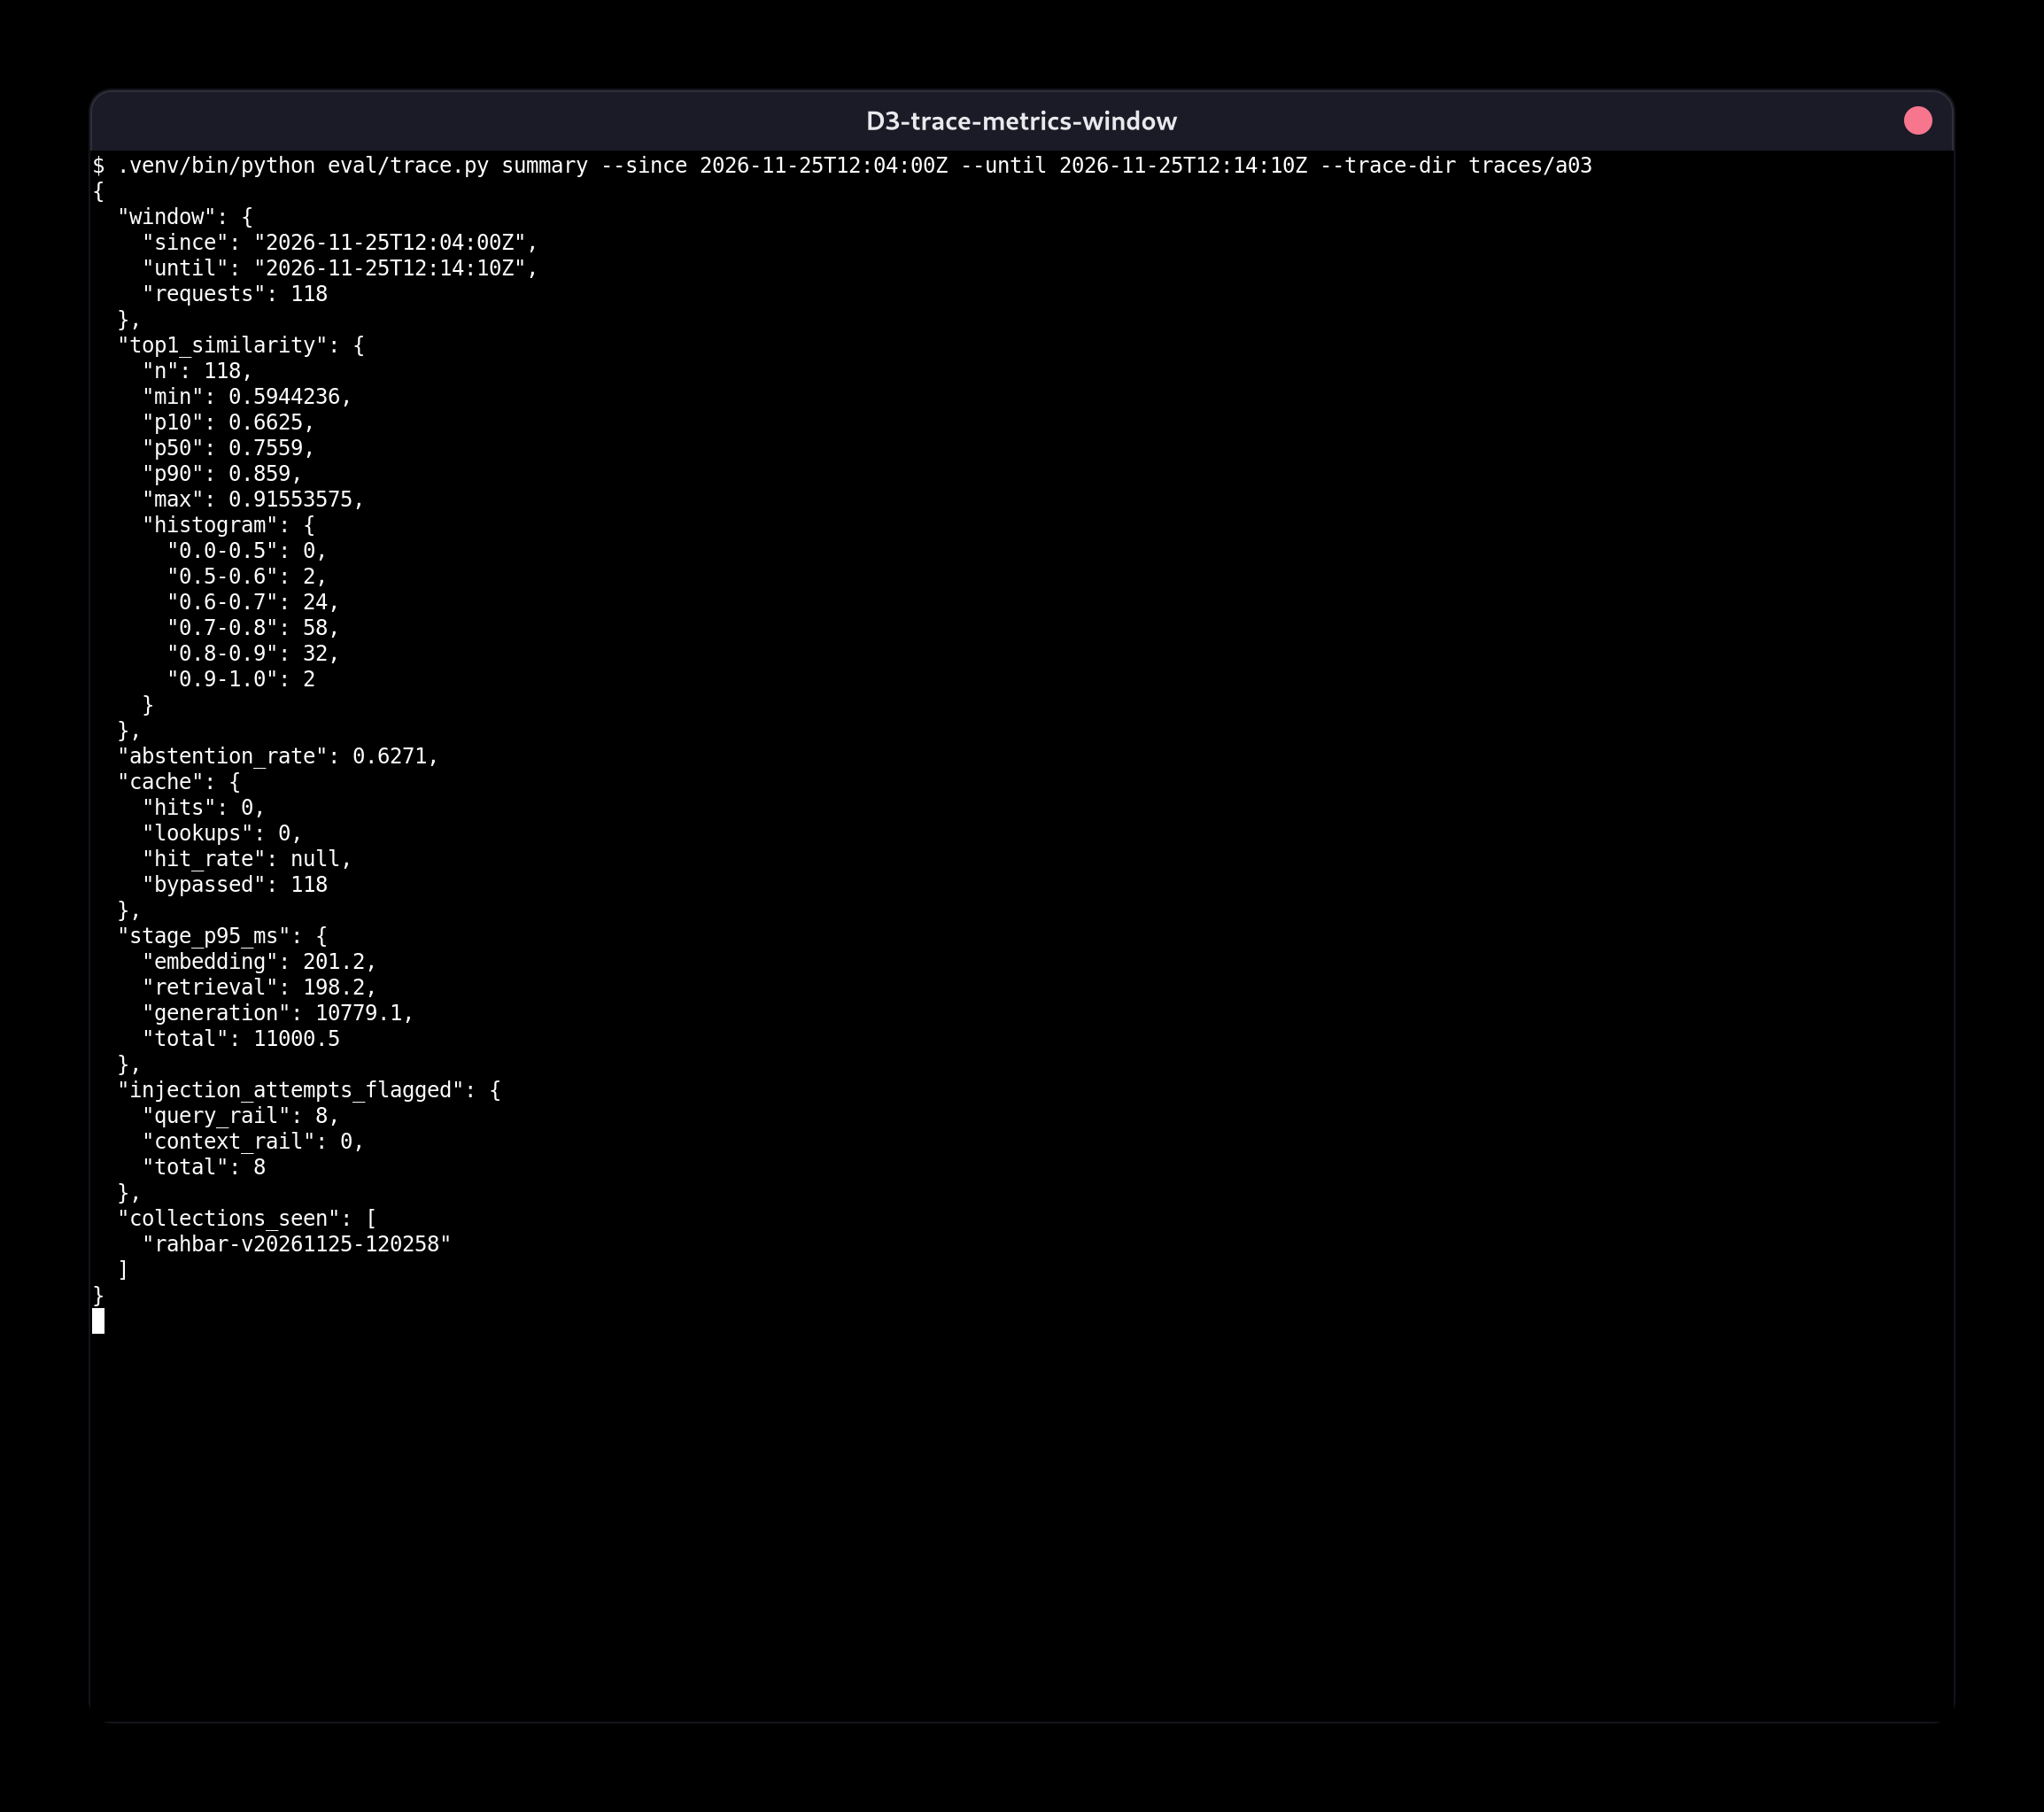 D3-trace-metrics-window
$ .venv/bin/python eval/trace.py summary --since 2026-11-25T12:04:00Z --until 2026-11-25T12:14:10Z --trace-dir traces/a03
{
  "window": {
    "since": "2026-11-25T12:04:00Z",
    "until": "2026-11-25T12:14:10Z",
    "requests": 118
  },
  "top1_similarity": {
    "n": 118,
    "min": 0.5944236,
    "p10": 0.6625,
    "p50": 0.7559,
    "p90": 0.859,
    "max": 0.91553575,
    "histogram": {
      "0.0-0.5": 0,
      "0.5-0.6": 2,
      "0.6-0.7": 24,
      "0.7-0.8": 58,
      "0.8-0.9": 32,
      "0.9-1.0": 2
    }
  },
  "abstention_rate": 0.6271,
  "cache": {
    "hits": 0,
    "lookups": 0,
    "hit_rate": null,
    "bypassed": 118
  },
  "stage_p95_ms": {
    "embedding": 201.2,
    "retrieval": 198.2,
    "generation": 10779.1,
    "total": 11000.5
  },
  "injection_attempts_flagged": {
    "query_rail": 8,
    "context_rail": 0,
    "total": 8
  },
  "collections_seen": [
    "rahbar-v20261125-120258"
  ]
}